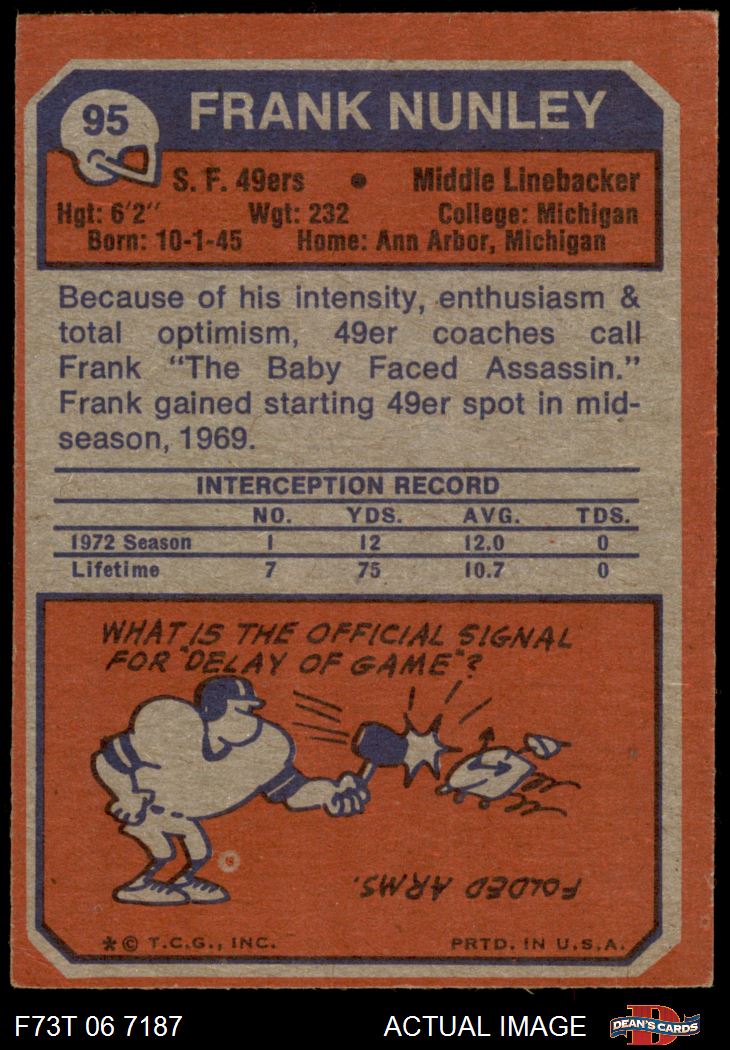 95
FRANK NUNLEY
S. F. 49ers • Middle Linebacker
Hgt: 6'2" Wgt: 232 College: Michigan
Born: 10-1-45 Home: Ann Arbor, Michigan
Because of his intensity, enthusiasm &
total optimism, 49er coaches call
Frank "The Baby Faced Assassin."
Frank gained starting 49er spot in mid-
season, 1969.
INTERCEPTION RECORD
NO. YDS. AVG. TDS.
1972 Season 1 12 12.0 0
Lifetime 7 75 10.7 0
WHAT IS THE OFFICIAL SIGNAL
FOR "DELAY OF GAME"?
FOLDED ARMS.
* © T.C.G., INC. PRTD. IN U.S.A.
F73T 06 7187 ACTUAL IMAGE
D
DEAN'S CARDS